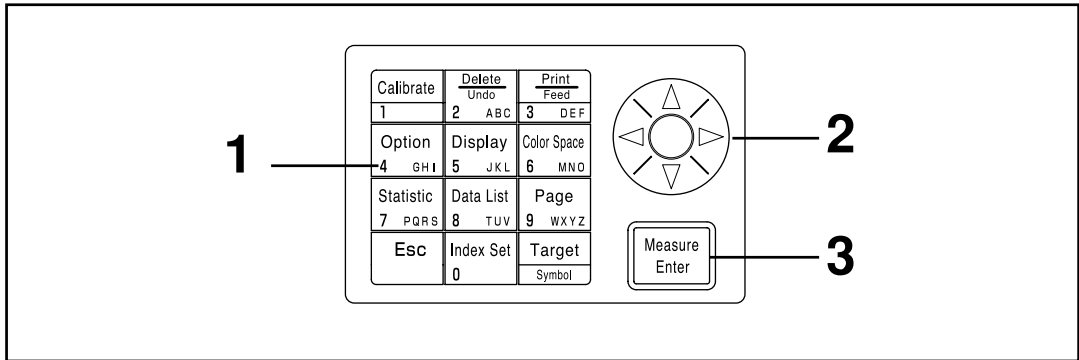 Calibrate
1
Delete
Undo
2 ABC
Print
Feed
3 DEF
Option
4 GHI
Display
5 JKL
Color Space
6 MNO
Statistic
7 PQRS
Data List
8 TUV
Page
9 WXYZ
Esc
Index Set
0
Target
Symbol
Measure
Enter
1
2
3